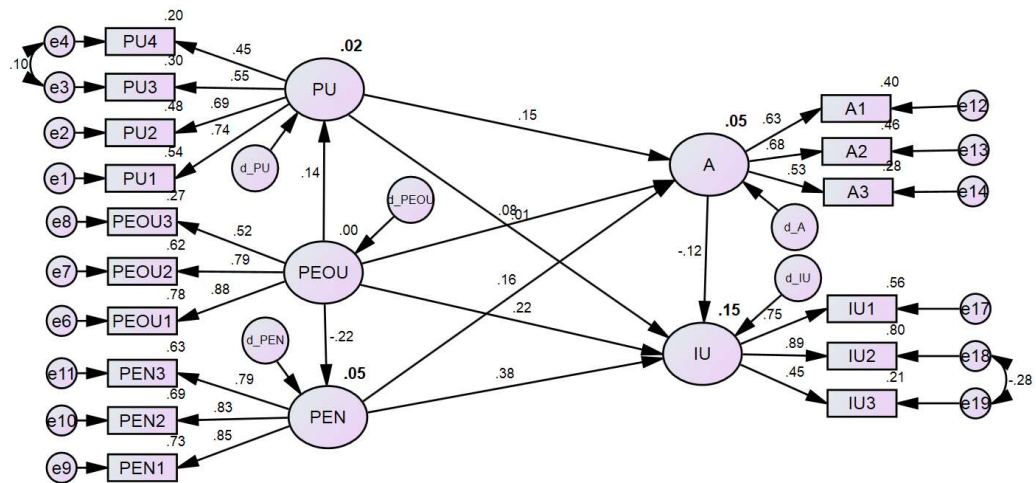 .20
e4 PU4
.10
.45
.30
e3 PU3
.55
.48
e2 PU2
.69
.54
e1 PU1
.74
.02
PU
d_PU
.14
.27
e8 PEOU3
.52
.62
e7 PEOU2
.79
.78
e6 PEOU1
.88
.00
PEOU
d_PEOU
-.22
.63
e11 PEN3
.79
.69
e10 PEN2
.83
.73
e9 PEN1
.85
d_PEN
.05
PEN
.15
.08
.01
.16
.22
.38
.05
A
d_A
-.12
.15
IU
d_IU
.63
.40
A1 e12
.68
.46
A2 e13
.53
.28
A3 e14
.75
.56
IU1 e17
.89
.80
IU2 e18
.45
.21
IU3 e19
-.28